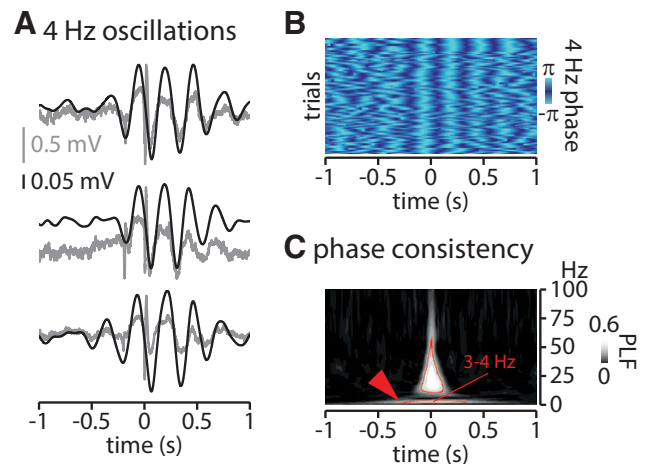 A 4 Hz oscillations
0.5 mV
0.05 mV
-1 -0.5 0 0.5 1
time (s)
B
trials
π
-π
4 Hz phase
-1 -0.5 0 0.5 1
time (s)
C phase consistency
Hz
100
75
50
25
0
0.6
0
PLF
3-4 Hz
-1 -0.5 0 0.5 1
time (s)